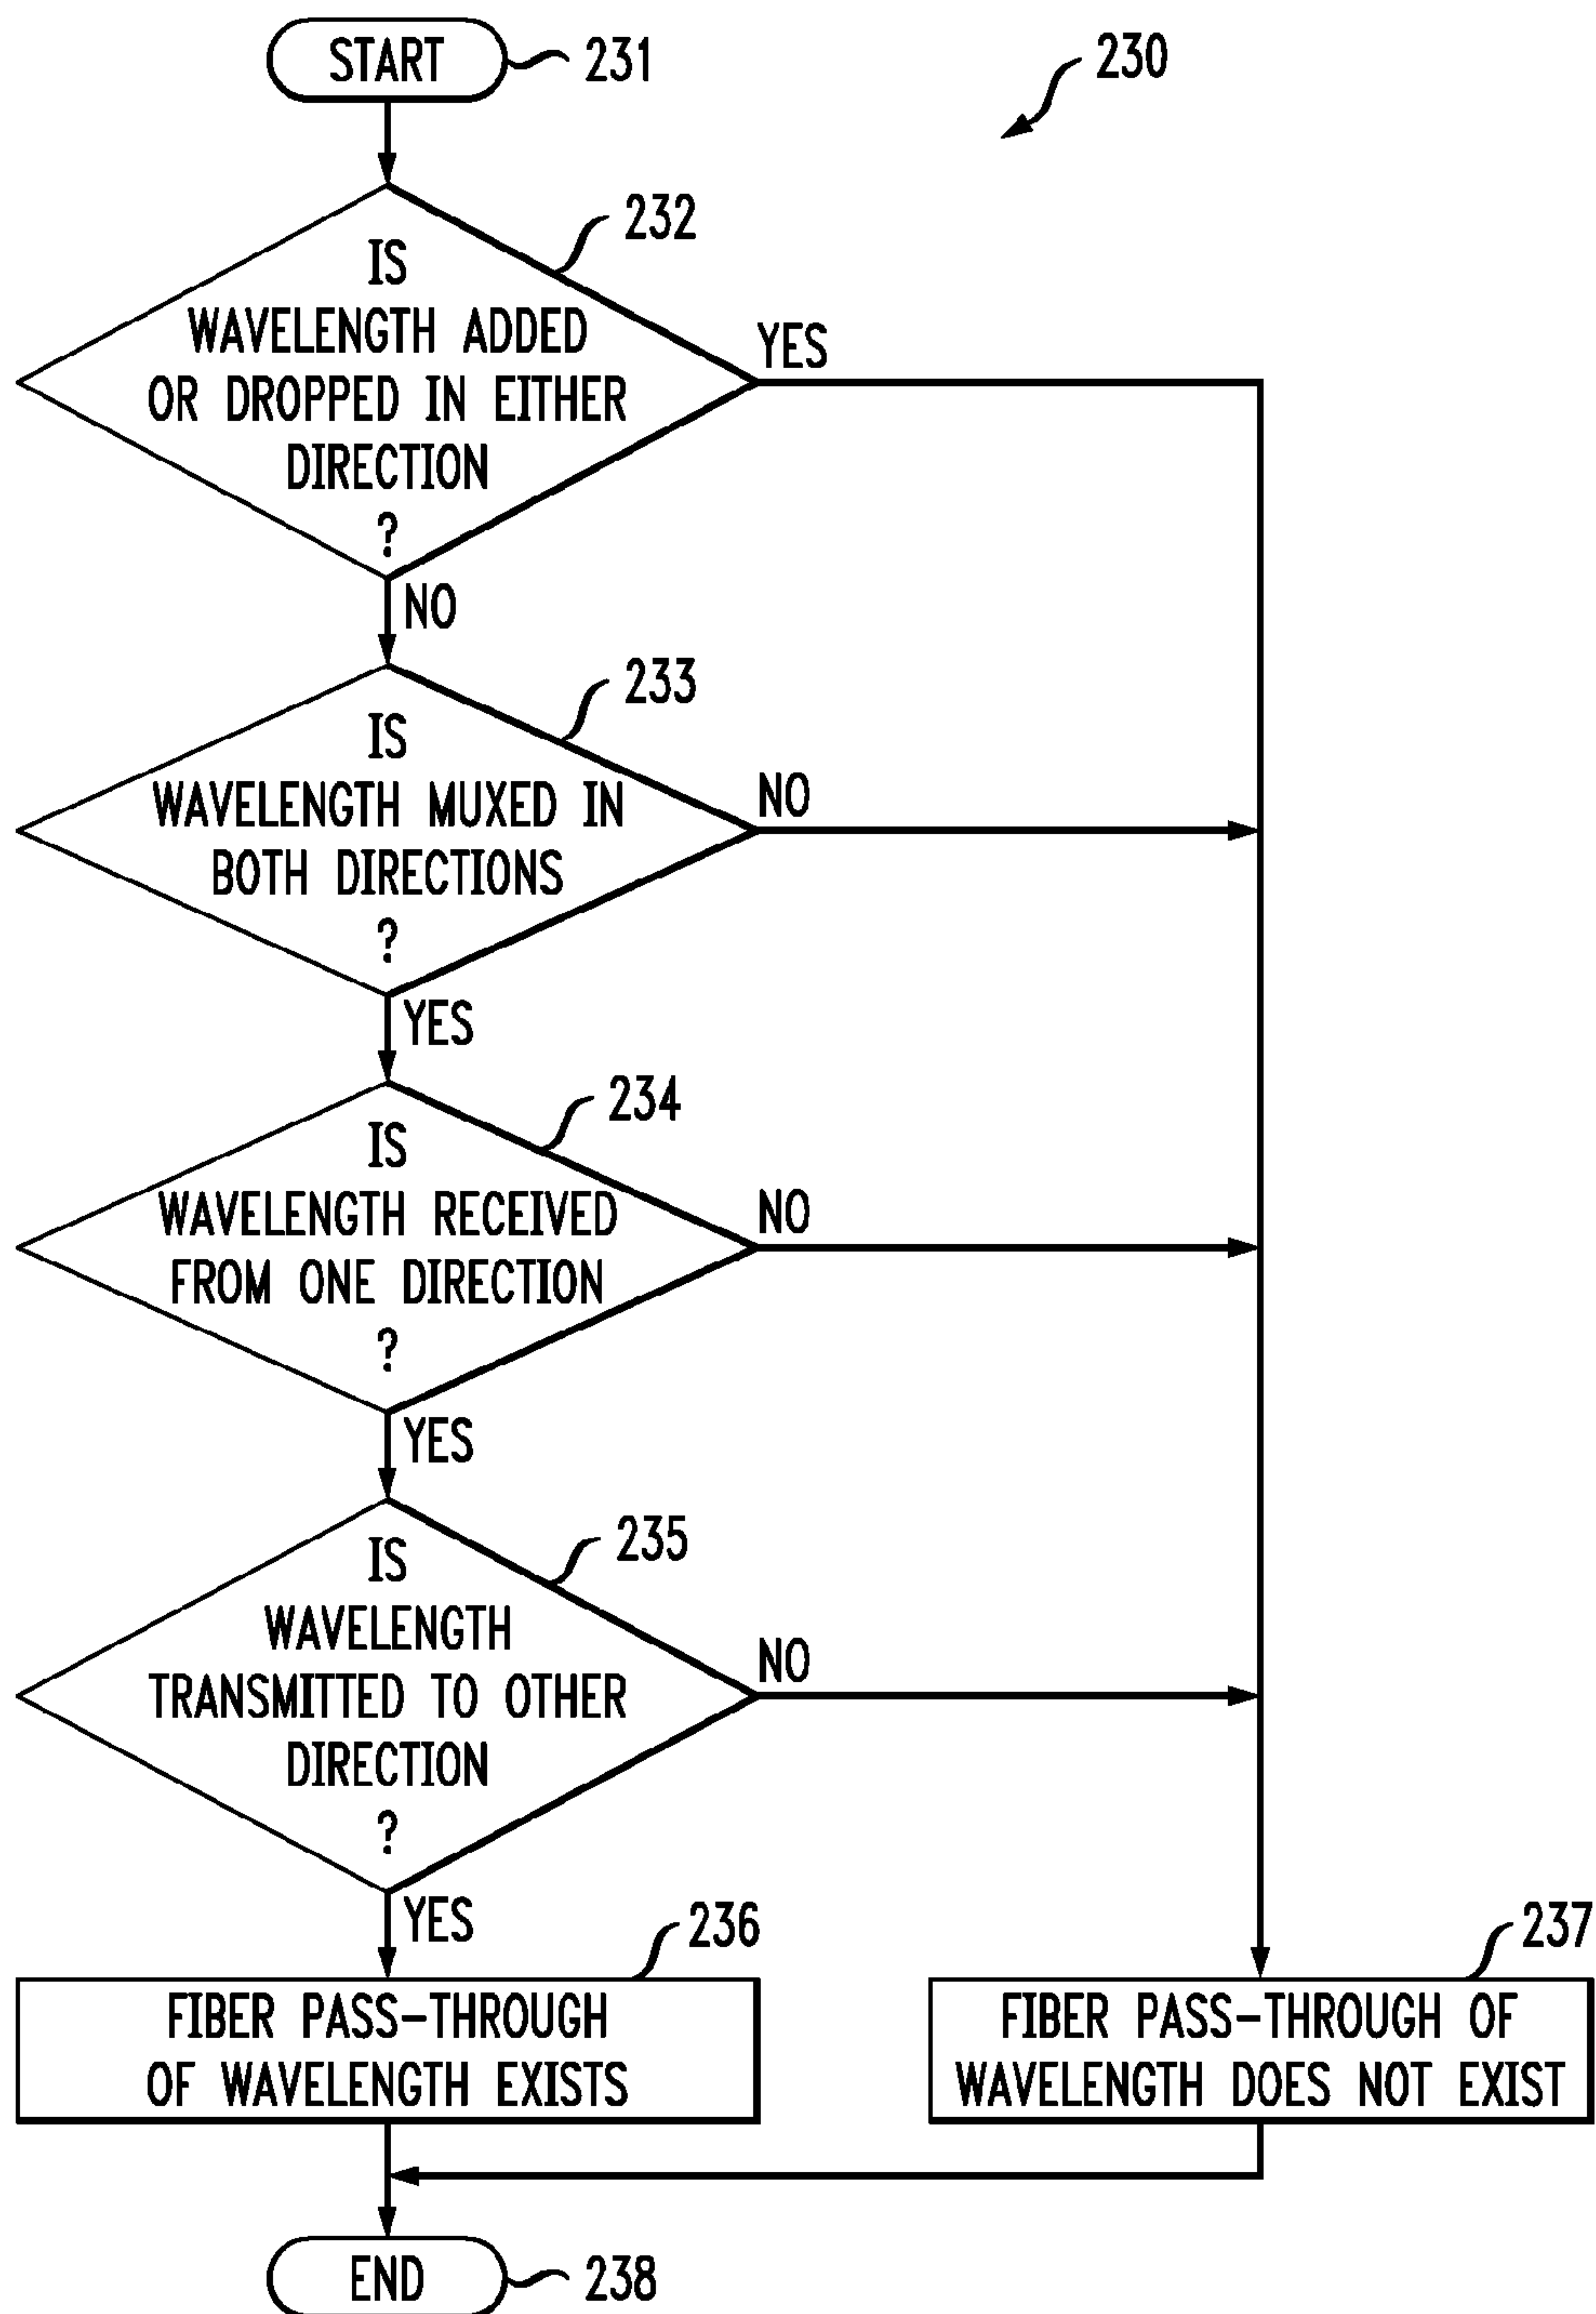 START
231
230
232
IS
WAVELENGTH ADDED
OR DROPPED IN EITHER
DIRECTION
?
YES
NO
233
IS
WAVELENGTH MUXED IN
BOTH DIRECTIONS
?
NO
YES
234
IS
WAVELENGTH RECEIVED
FROM ONE DIRECTION
?
NO
YES
235
IS
WAVELENGTH
TRANSMITTED TO OTHER
DIRECTION
?
NO
YES
236
FIBER PASS-THROUGH
OF WAVELENGTH EXISTS
237
FIBER PASS-THROUGH OF
WAVELENGTH DOES NOT EXIST
END
238